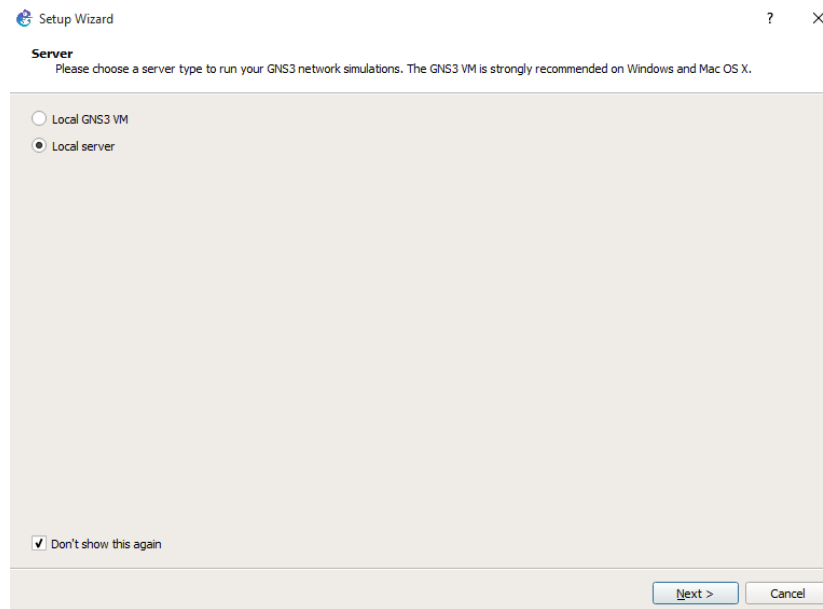 Setup Wizard
Server
Please choose a server type to run your GNS3 network simulations. The GNS3 VM is strongly recommended on Windows and Mac OS X.
Local GNS3 VM
Local server
Don't show this again
Next >
Cancel